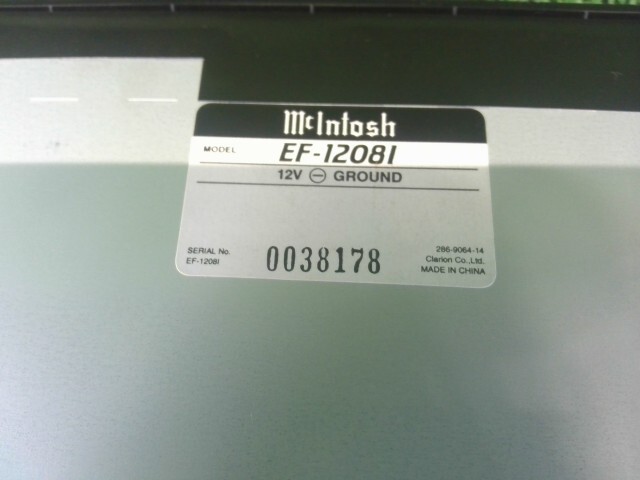 McIntosh
MODEL EF-1208I
12V ⊖ GROUND
SERIAL No.
EF-1208I
0038178
286-9064-14
Clarion Co.,Ltd.
MADE IN CHINA